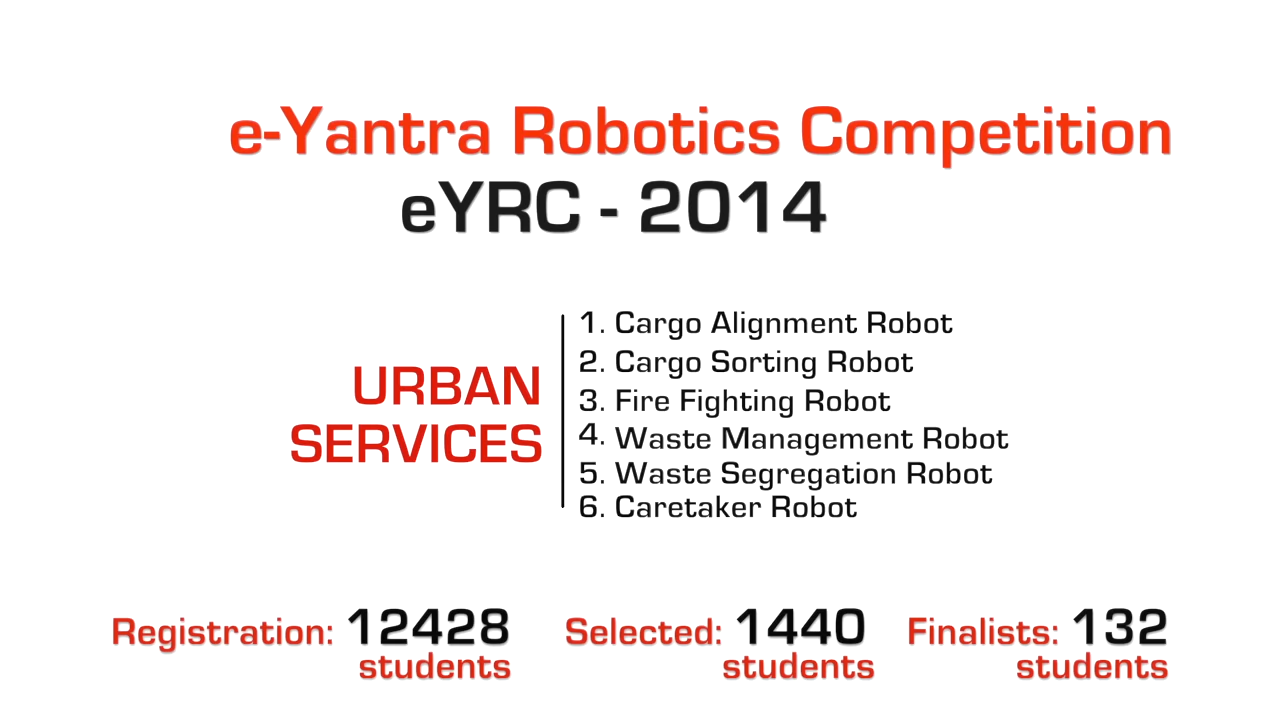 e-Yantra Robotics Competition
eYRC - 2014
URBAN
SERVICES
1. Cargo Alignment Robot
2. Cargo Sorting Robot
3. Fire Fighting Robot
4. Waste Management Robot
5. Waste Segregation Robot
6. Caretaker Robot
Registration: 12428
students
Selected: 1440
students
Finalists: 132
students